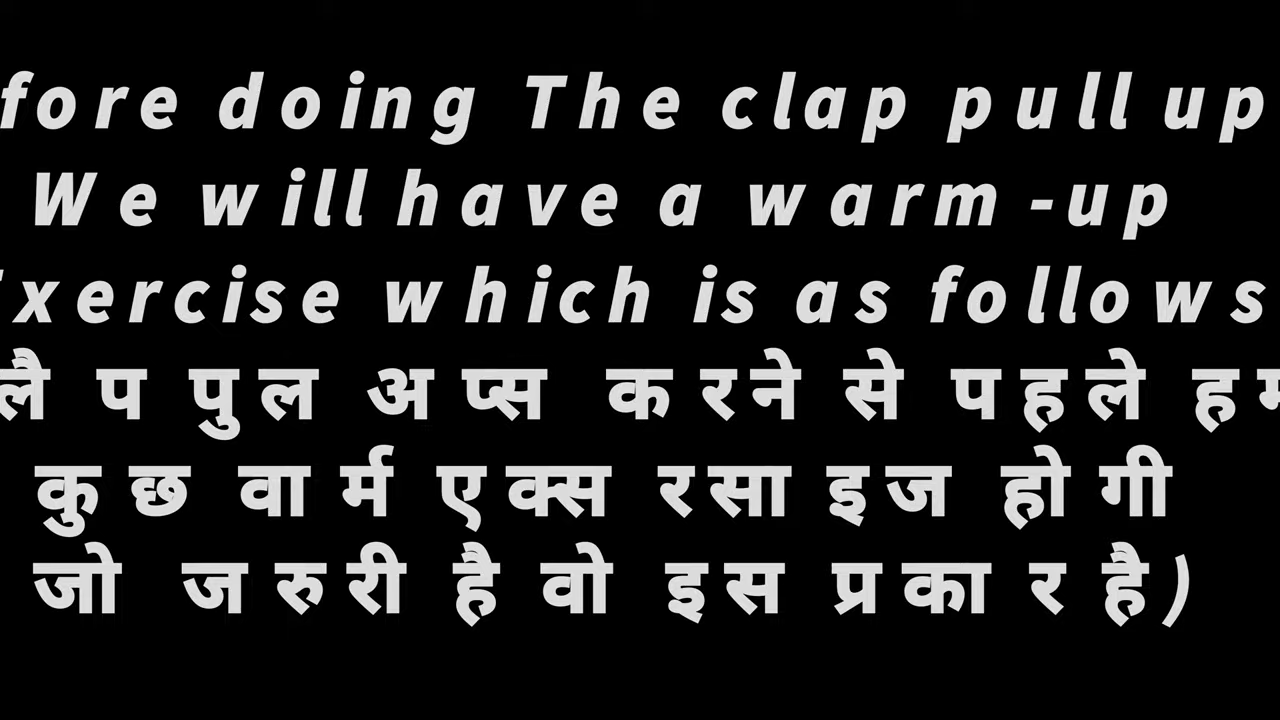 fore doing The clap pull up
We will have a warm-up
xercise which is as follows
लैप पुल अप्स करने से पहले हम
कुछ वार्म एक्सरसाइज होगी
जो जरुरी है वो इस प्रकार है)